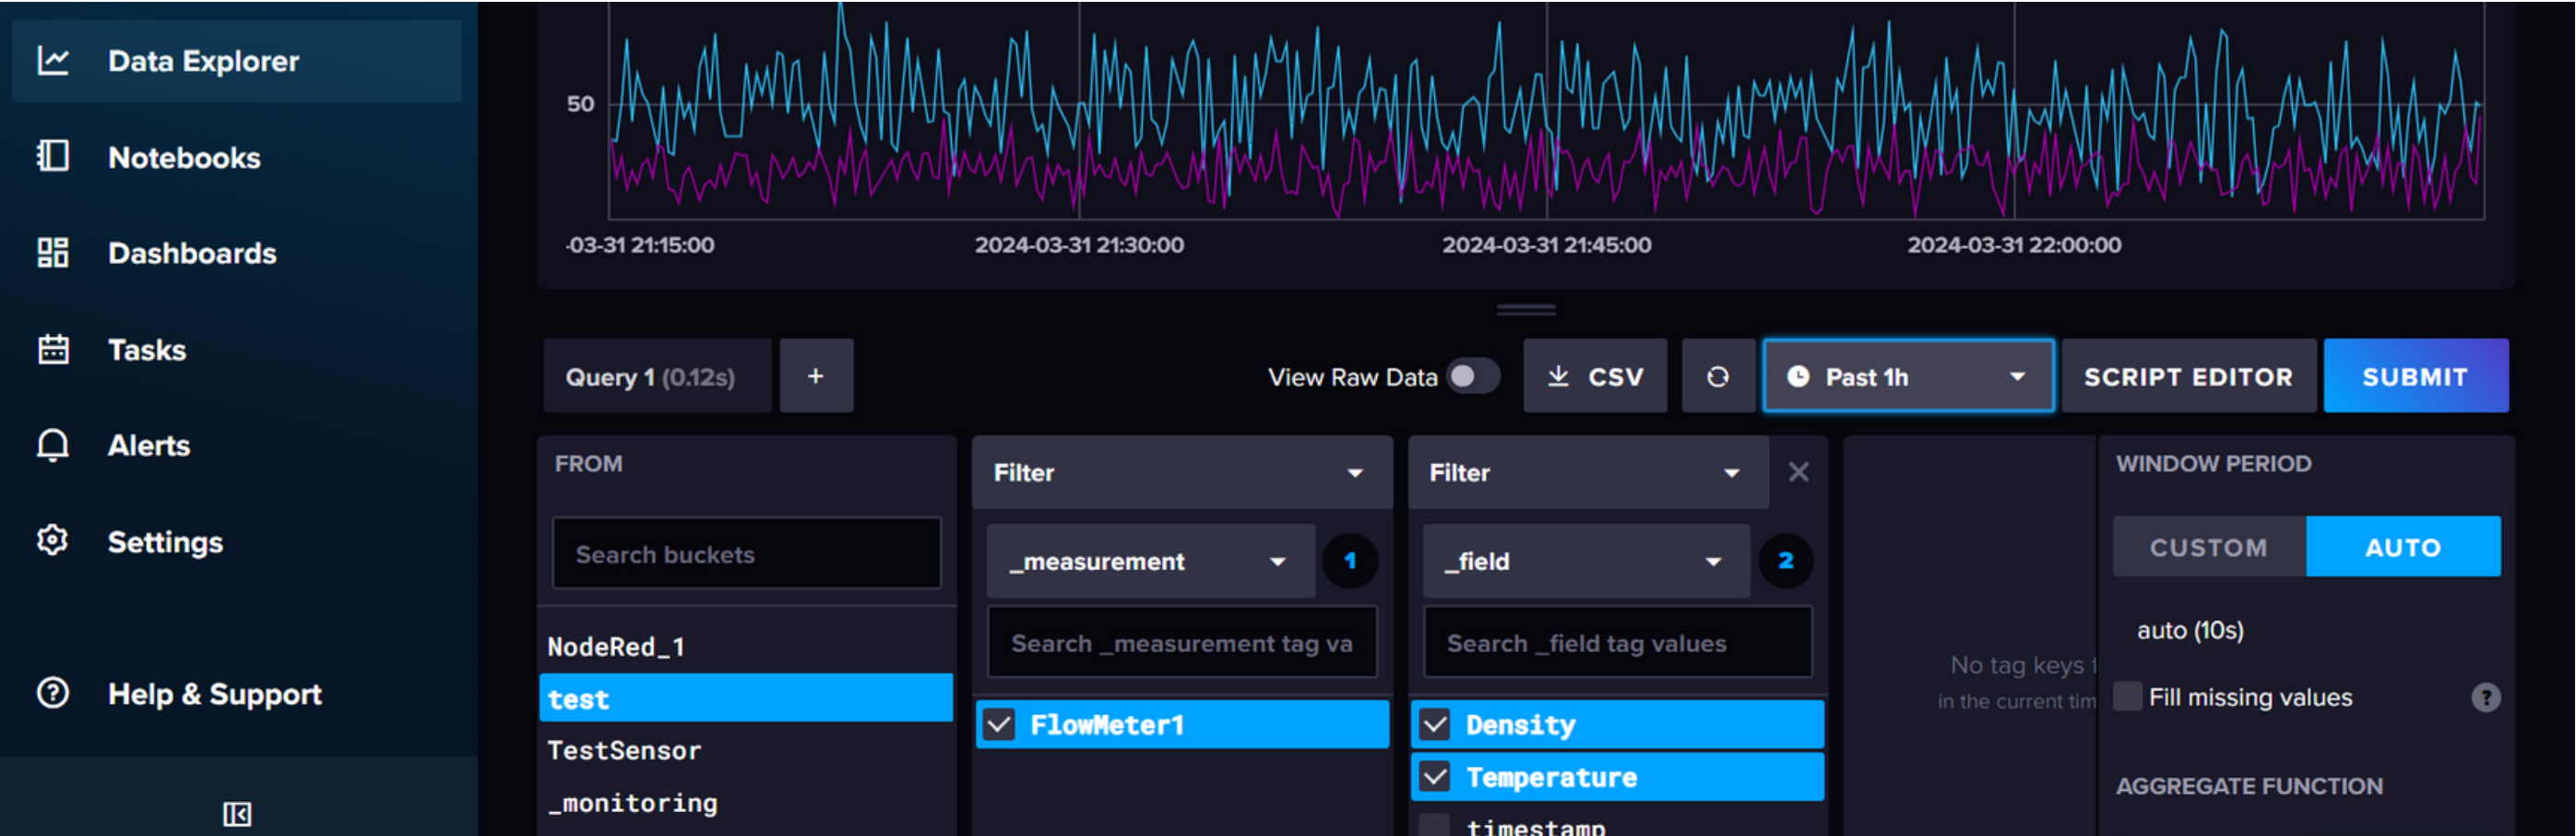 Data Explorer
Notebooks
Dashboards
Tasks
Alerts
Settings
Help & Support
50
-03-31 21:15:00
2024-03-31 21:30:00
2024-03-31 21:45:00
2024-03-31 22:00:00
Query 1 (0.12s)
+
View Raw Data
CSV
Past 1h
SCRIPT EDITOR
SUBMIT
FROM
Search buckets
NodeRed_1
test
TestSensor
_monitoring
Filter
_measurement
1
Search _measurement tag va
FlowMeter1
Filter
_field
2
Search _field tag values
Density
Temperature
timestamp
No tag keys f
in the current tim
WINDOW PERIOD
CUSTOM
AUTO
auto (10s)
Fill missing values
?
AGGREGATE FUNCTION